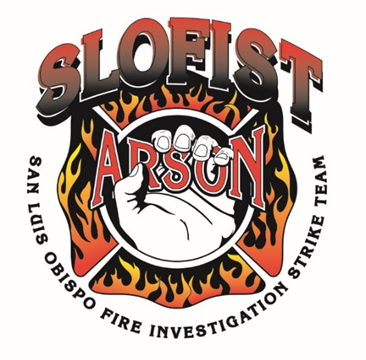 SLOFIST
ARSON
SAN LUIS OBISPO FIRE INVESTIGATION STRIKE TEAM